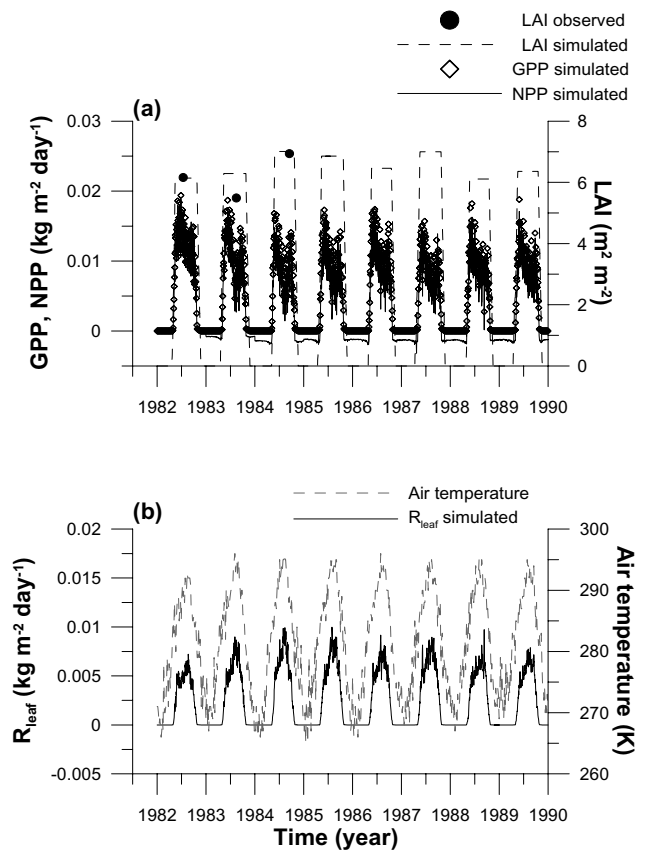 LAI observed
LAI simulated
GPP simulated
NPP simulated
(a)
GPP, NPP (kg m⁻² day⁻¹)
0.03
0.02
0.01
0
LAI (m² m⁻²)
8
6
4
2
0
1982 1983 1984 1985 1986 1987 1988 1989 1990
Air temperature
R_leaf simulated
(b)
R_leaf (kg m⁻² day⁻¹)
0.02
0.015
0.01
0.005
0
-0.005
Air temperature (K)
300
290
280
270
260
1982 1983 1984 1985 1986 1987 1988 1989 1990
Time (year)